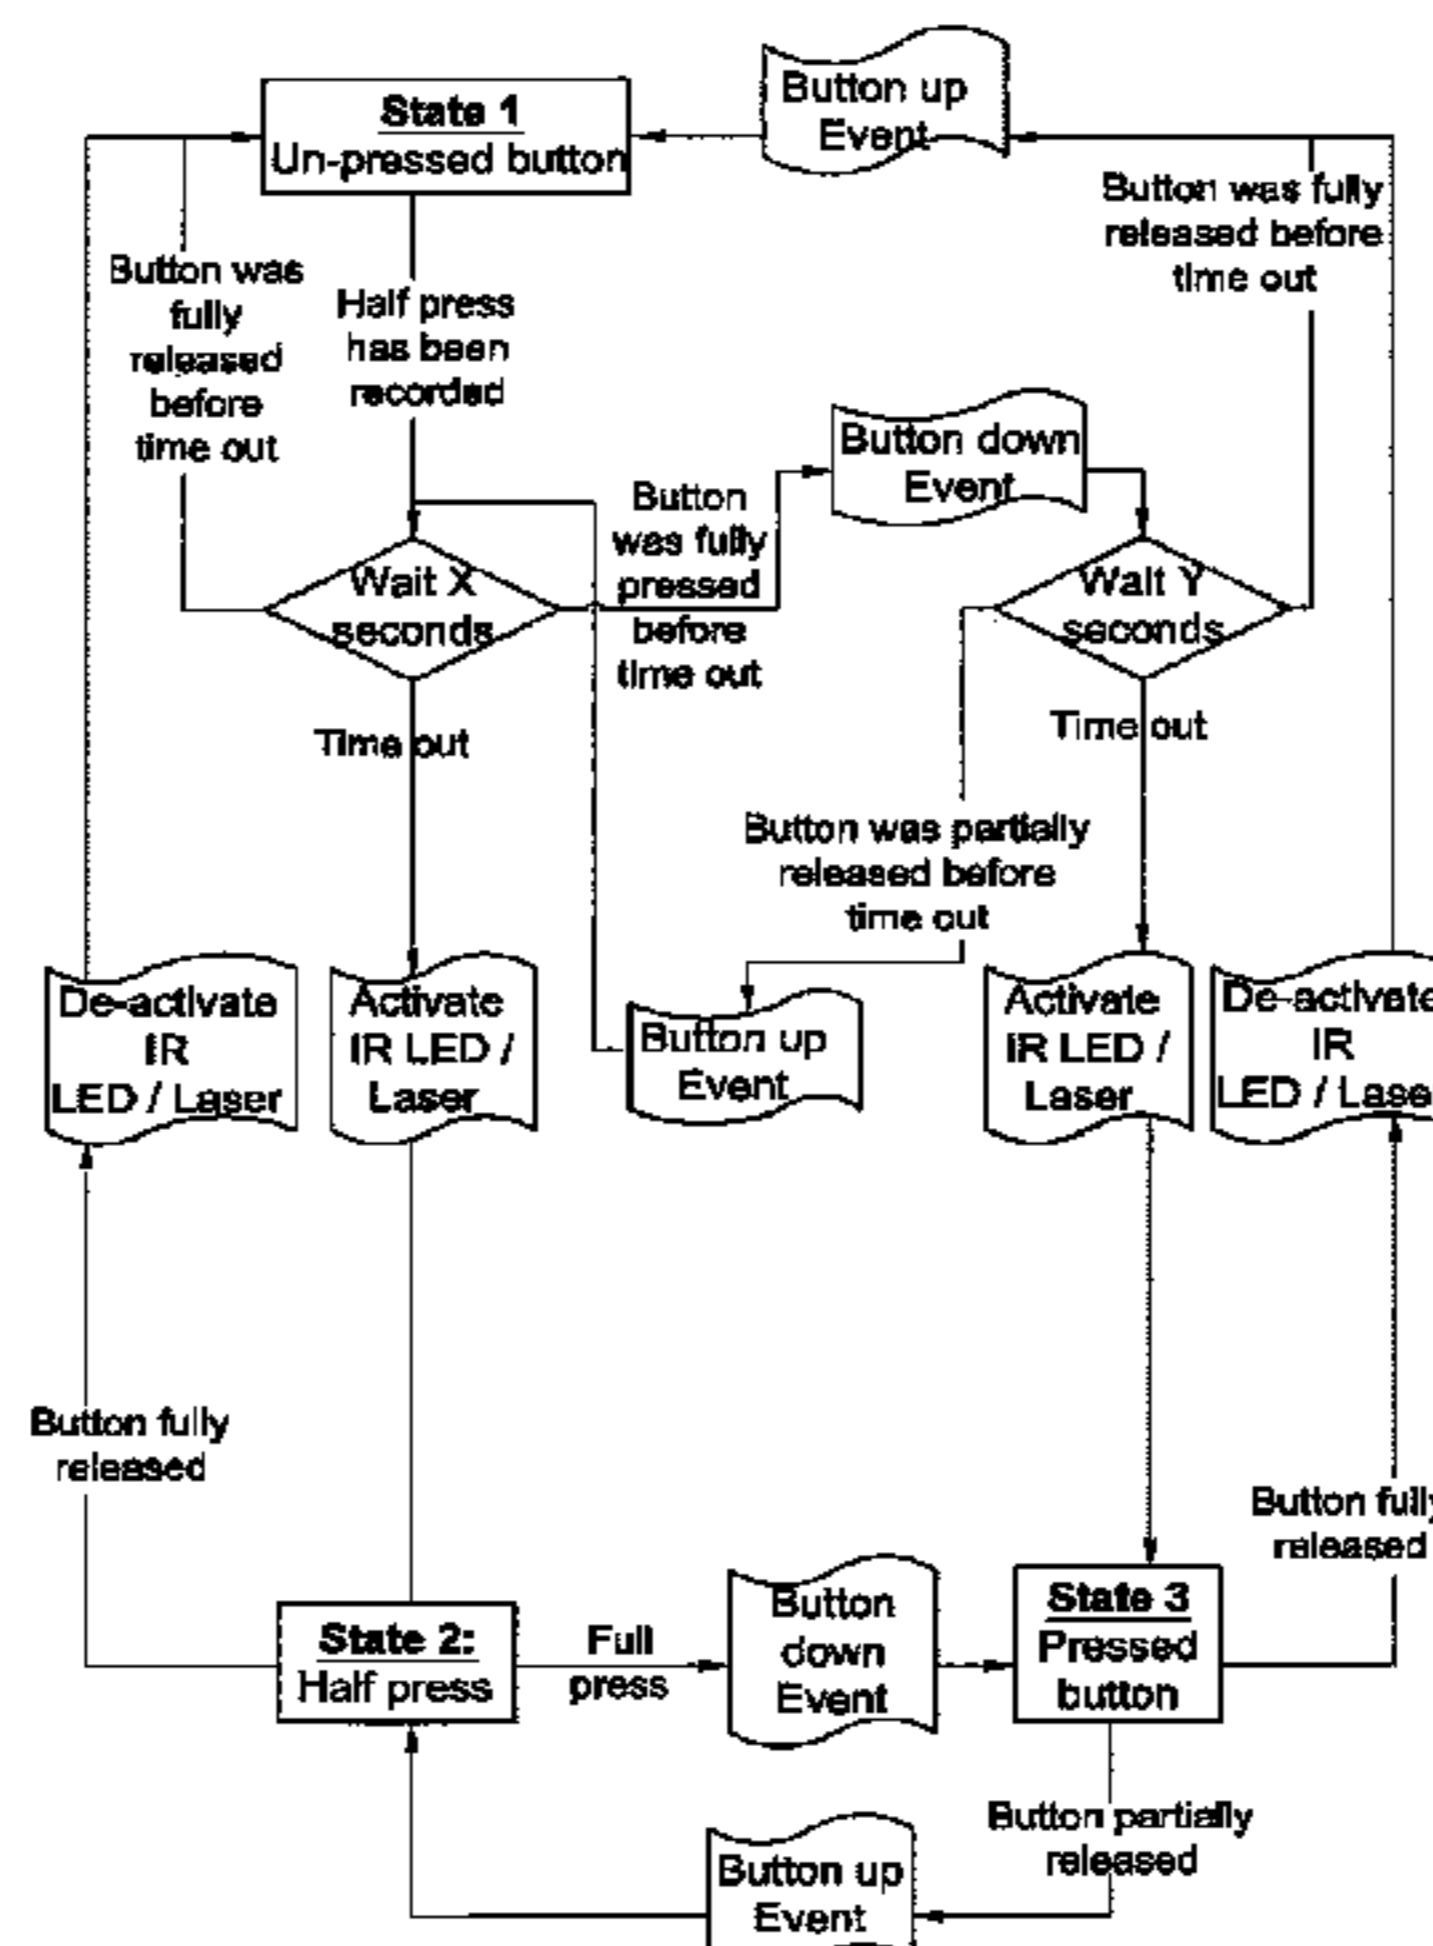 Button up
Event
State 1
Un-pressed button
Button was fully
released before
time out
Button was
fully
released
before
time out
Half press
has been
recorded
Button down
Event
Button
was fully
pressed
before
time out
Wait X
seconds
Wait Y
seconds
Time out
Time out
Button was partially
released before
time out
De-activate
IR
LED / Laser
Activate
IR LED /
Laser
Button up
Event
Activate
IR LED /
Laser
De-activate
IR
LED / Lase
Button fully
released
Button full
released
State 2:
Half press
Full
press
Button
down
Event
State 3
Pressed
button
Button partially
released
Button up
Event